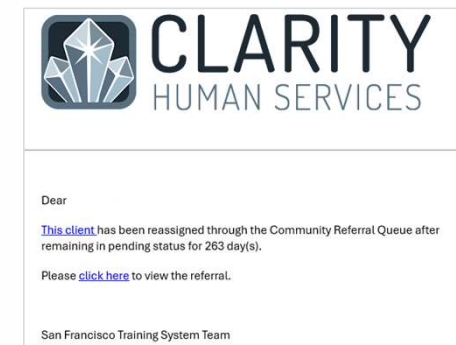 CLARITY
HUMAN SERVICES
Dear
This client has been reassigned through the Community Referral Queue after
remaining in pending status for 263 day(s).
Please click here to view the referral.
San Francisco Training System Team